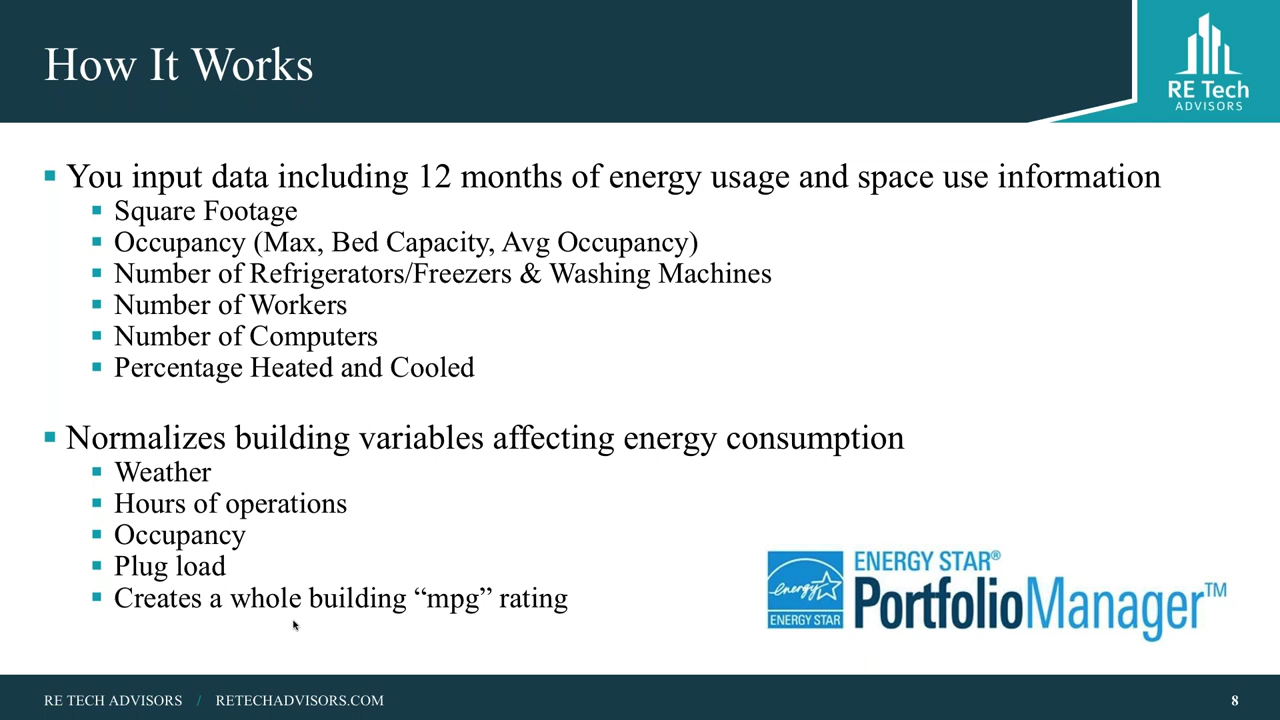 How It Works
RE Tech
ADVISORS
You input data including 12 months of energy usage and space use information
Square Footage
Occupancy (Max, Bed Capacity, Avg Occupancy)
Number of Refrigerators/Freezers & Washing Machines
Number of Workers
Number of Computers
Percentage Heated and Cooled
Normalizes building variables affecting energy consumption
Weather
Hours of operations
Occupancy
Plug load
Creates a whole building “mpg” rating
energy
ENERGY STAR
ENERGY STAR®
PortfolioManager™
RE TECH ADVISORS / RETECHADVISORS.COM
8